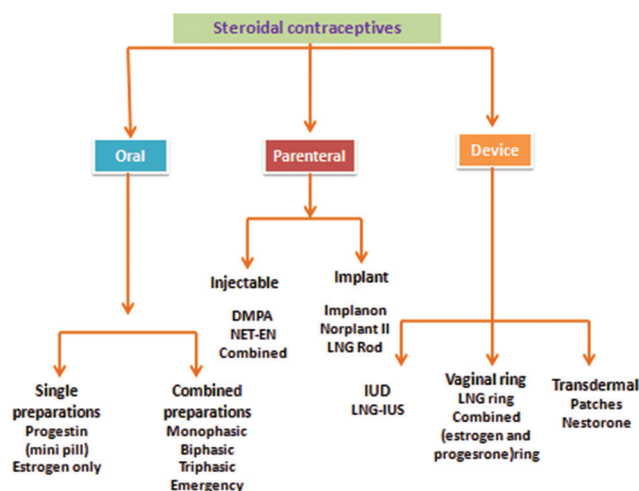 Steroidal contraceptives
Oral
Parenteral
Device
Injectable
DMPA
NET-EN
Combined
Implant
Implanon
Norplant II
LNG Rod
Single
preparations
Progestin
(mini pill)
Estrogen only
Combined
preparations
Monophasic
Biphasic
Triphasic
Emergency
IUD
LNG-IUS
Vaginal ring
LNG ring
Combined
(estrogen and
progesrone)ring
Transdermal
Patches
Nestorone